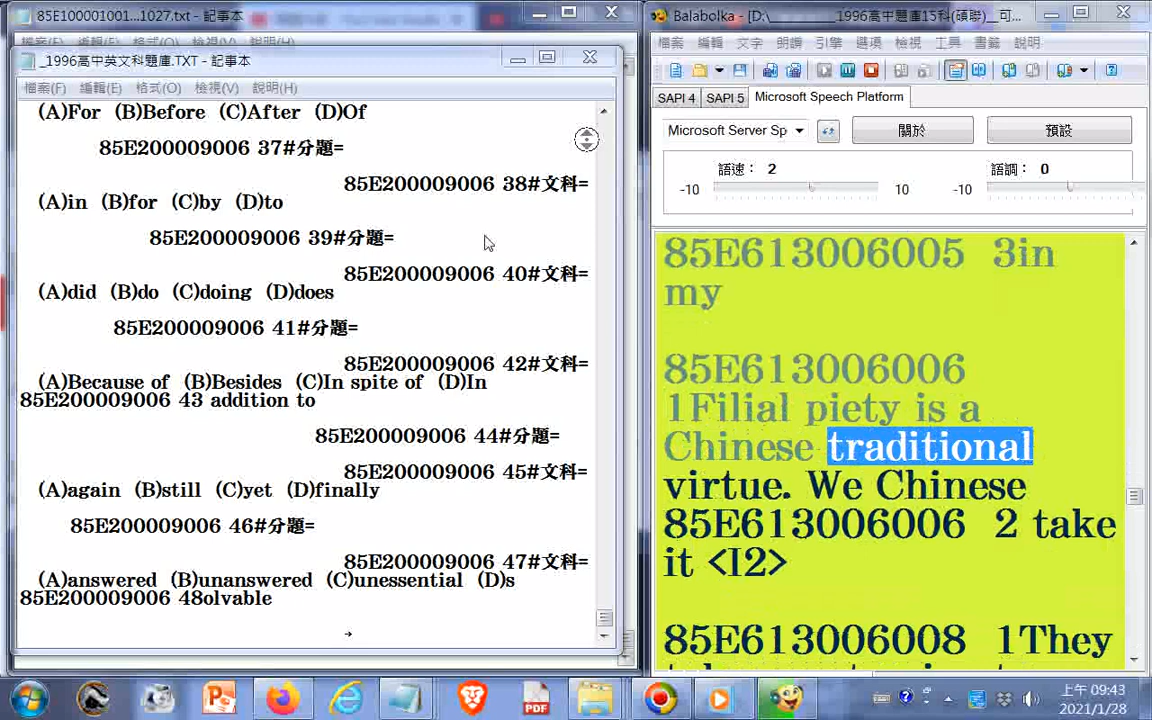 85E100001001...1027.txt - 記事本
_1996高中英文科題庫.TXT - 記事本
檔案(F) 編輯(E) 格式(O) 檢視(V) 說明(H)
(A)For (B)Before (C)After (D)Of
85E200009006 37#分題=
85E200009006 38#文科=
(A)in (B)for (C)by (D)to
85E200009006 39#分題=
85E200009006 40#文科=
(A)did (B)do (C)doing (D)does
85E200009006 41#分題=
85E200009006 42#文科=
(A)Because of (B)Besides (C)In spite of (D)In
85E200009006 43 addition to
85E200009006 44#分題=
85E200009006 45#文科=
(A)again (B)still (C)yet (D)finally
85E200009006 46#分題=
85E200009006 47#文科=
(A)answered (B)unanswered (C)unessential (D)s
85E200009006 48olvable
Balabolka - [D:\________1996高中題庫15科(碩聯)__可...
檔案 編輯 文字 朗讀 引擎 選項 檢視 工具 書籤 說明
SAPI 4 SAPI 5 Microsoft Speech Platform
Microsoft Server Sp 關於 預設
語速： 2 語調： 0
-10 10 -10
85E613006005 3in
my
85E613006006
1Filial piety is a
Chinese traditional
virtue. We Chinese
85E613006006 2 take
it <I2>
85E613006008 1They
上午 09:43
2021/1/28